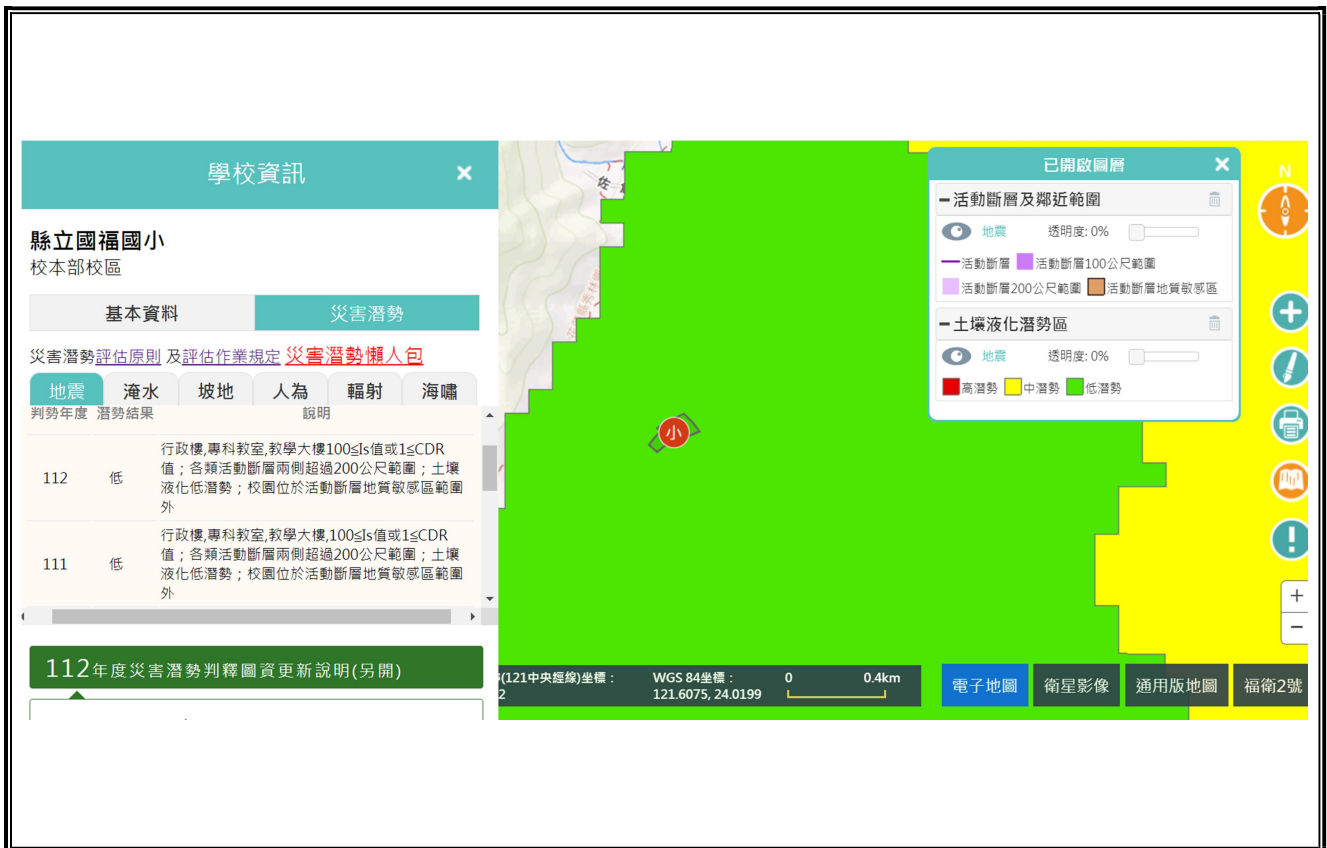 學校資訊
×
縣立國福國小
校本部校區
基本資料
災害潛勢
災害潛勢評估原則 及評估作業規定 災害潛勢懶人包
地震 淹水 坡地 人為 輻射 海嘯
判勢年度 潛勢結果 說明
112 低
行政樓,專科教室,教學大樓100≤Is值或1≤CDR
值；各類活動斷層兩側超過200公尺範圍；土壤
液化低潛勢；校園位於活動斷層地質敏感區範圍
外
111 低
行政樓,專科教室,教學大樓,100≤Is值或1≤CDR
值；各類活動斷層兩側超過200公尺範圍；土壤
液化低潛勢；校園位於活動斷層地質敏感區範圍
外
112年度災害潛勢判釋圖資更新說明(另開)
小
已開啟圖層 ×
活動斷層及鄰近範圍
地震 透明度: 0%
活動斷層 活動斷層100公尺範圍
活動斷層200公尺範圍 活動斷層地質敏感區
土壤液化潛勢區
地震 透明度: 0%
高潛勢 中潛勢 低潛勢
N
+
−
(121中央經線)坐標：
2
WGS 84坐標：
121.6075, 24.0199
0 0.4km
電子地圖 衛星影像 通用版地圖 福衛2號